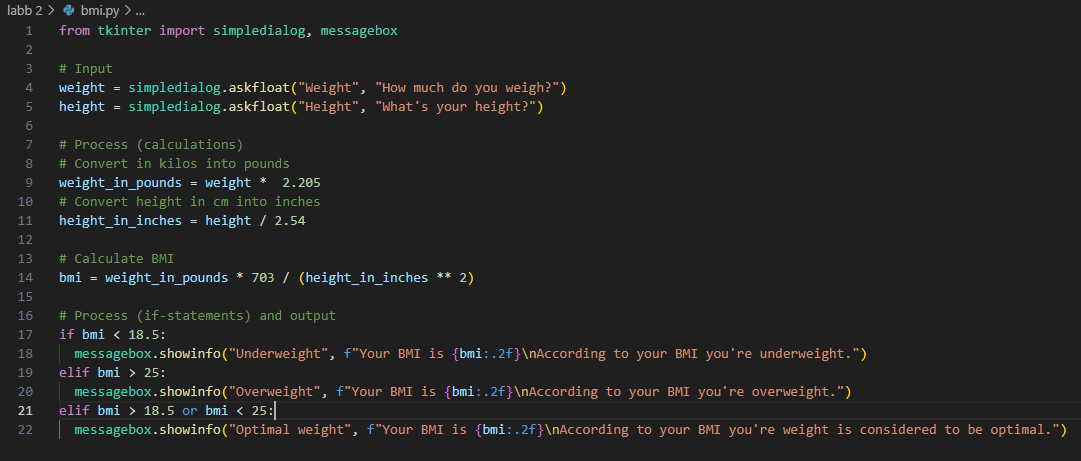 labb 2 > bmi.py > ...
1 from tkinter import simpledialog, messagebox
2
3 # Input
4 weight = simpledialog.askfloat("Weight", "How much do you weigh?")
5 height = simpledialog.askfloat("Height", "What's your height?")
6
7 # Process (calculations)
8 # Convert in kilos into pounds
9 weight_in_pounds = weight *  2.205
10 # Convert height in cm into inches
11 height_in_inches = height / 2.54
12
13 # Calculate BMI
14 bmi = weight_in_pounds * 703 / (height_in_inches ** 2)
15
16 # Process (if-statements) and output
17 if bmi < 18.5:
18   messagebox.showinfo("Underweight", f"Your BMI is {bmi:.2f}\nAccording to your BMI you're underweight.")
19 elif bmi > 25:
20   messagebox.showinfo("Overweight", f"Your BMI is {bmi:.2f}\nAccording to your BMI you're overweight.")
21 elif bmi > 18.5 or bmi < 25:
22   messagebox.showinfo("Optimal weight", f"Your BMI is {bmi:.2f}\nAccording to your BMI you're weight is considered to be optimal.")